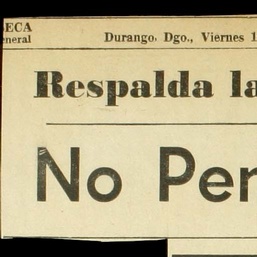 ECA
eneral
Durango, Dgo., Viernes 1
Respalda la
No Per